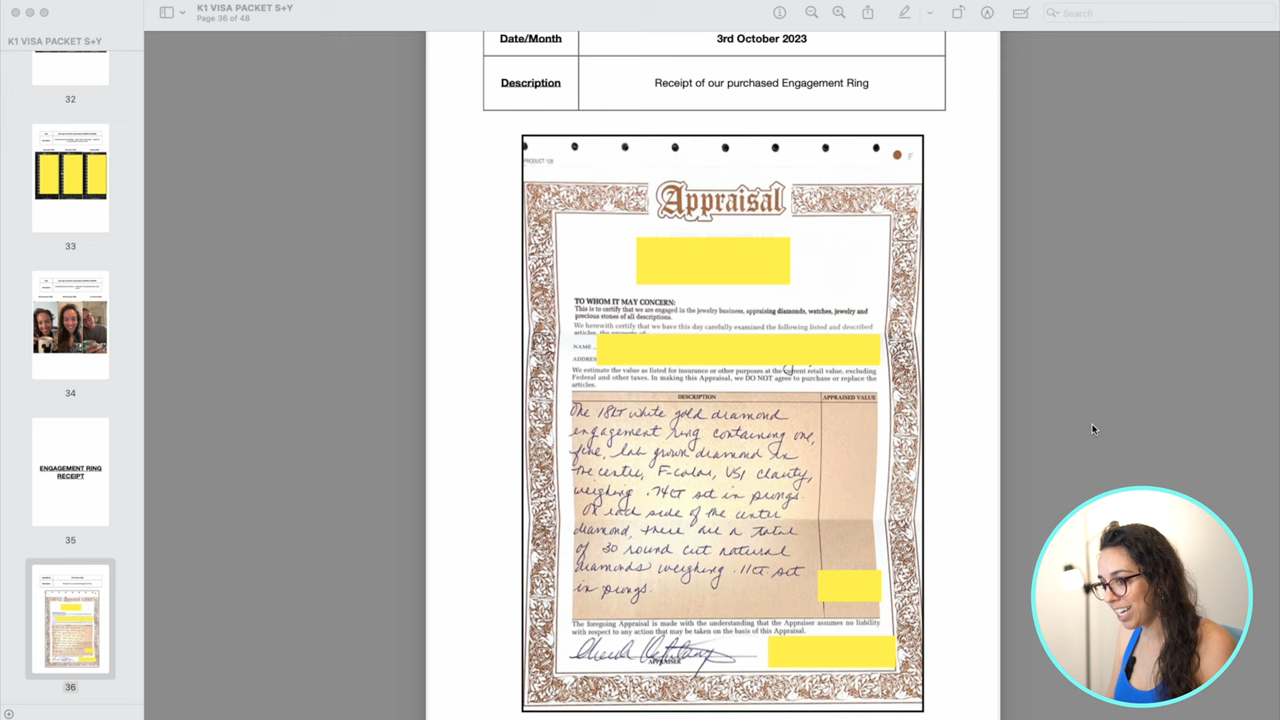 K1 VISA PACKET S+Y
Page 36 of 48
Search
K1 VISA PACKET S+Y
32
33
34
ENGAGEMENT RING
RECEIPT
35
36
Date/Month
3rd October 2023
Description
Receipt of our purchased Engagement Ring
PRODUCT 128
Appraisal
TO WHOM IT MAY CONCERN:
This is to certify that we are engaged in the jewelry business, appraising diamonds, watches, jewelry and
precious stones of all descriptions.
We herewith certify that we have this day carefully examined the following listed and described
articles, the property of:
NAME
ADDRES
We estimate the value as listed for insurance or other purposes at the current retail value, excluding
Federal and other taxes. In making this Appraisal, we DO NOT agree to purchase or replace the
articles.
DESCRIPTION
APPRAISED VALUE
One 18kt white gold diamond
engagement ring containing one,
fine, lab grown diamond in
the center, F-color, VS1 clarity,
weighing .74ct set in prongs.
On each side of the center
diamond, there are a total
of 30 round cut natural
diamonds weighing .11ct set
in prongs.
The foregoing Appraisal is made with the understanding that the Appraiser assumes no liability
with respect to any action that may be taken on the basis of this Appraisal.
APPRAISER